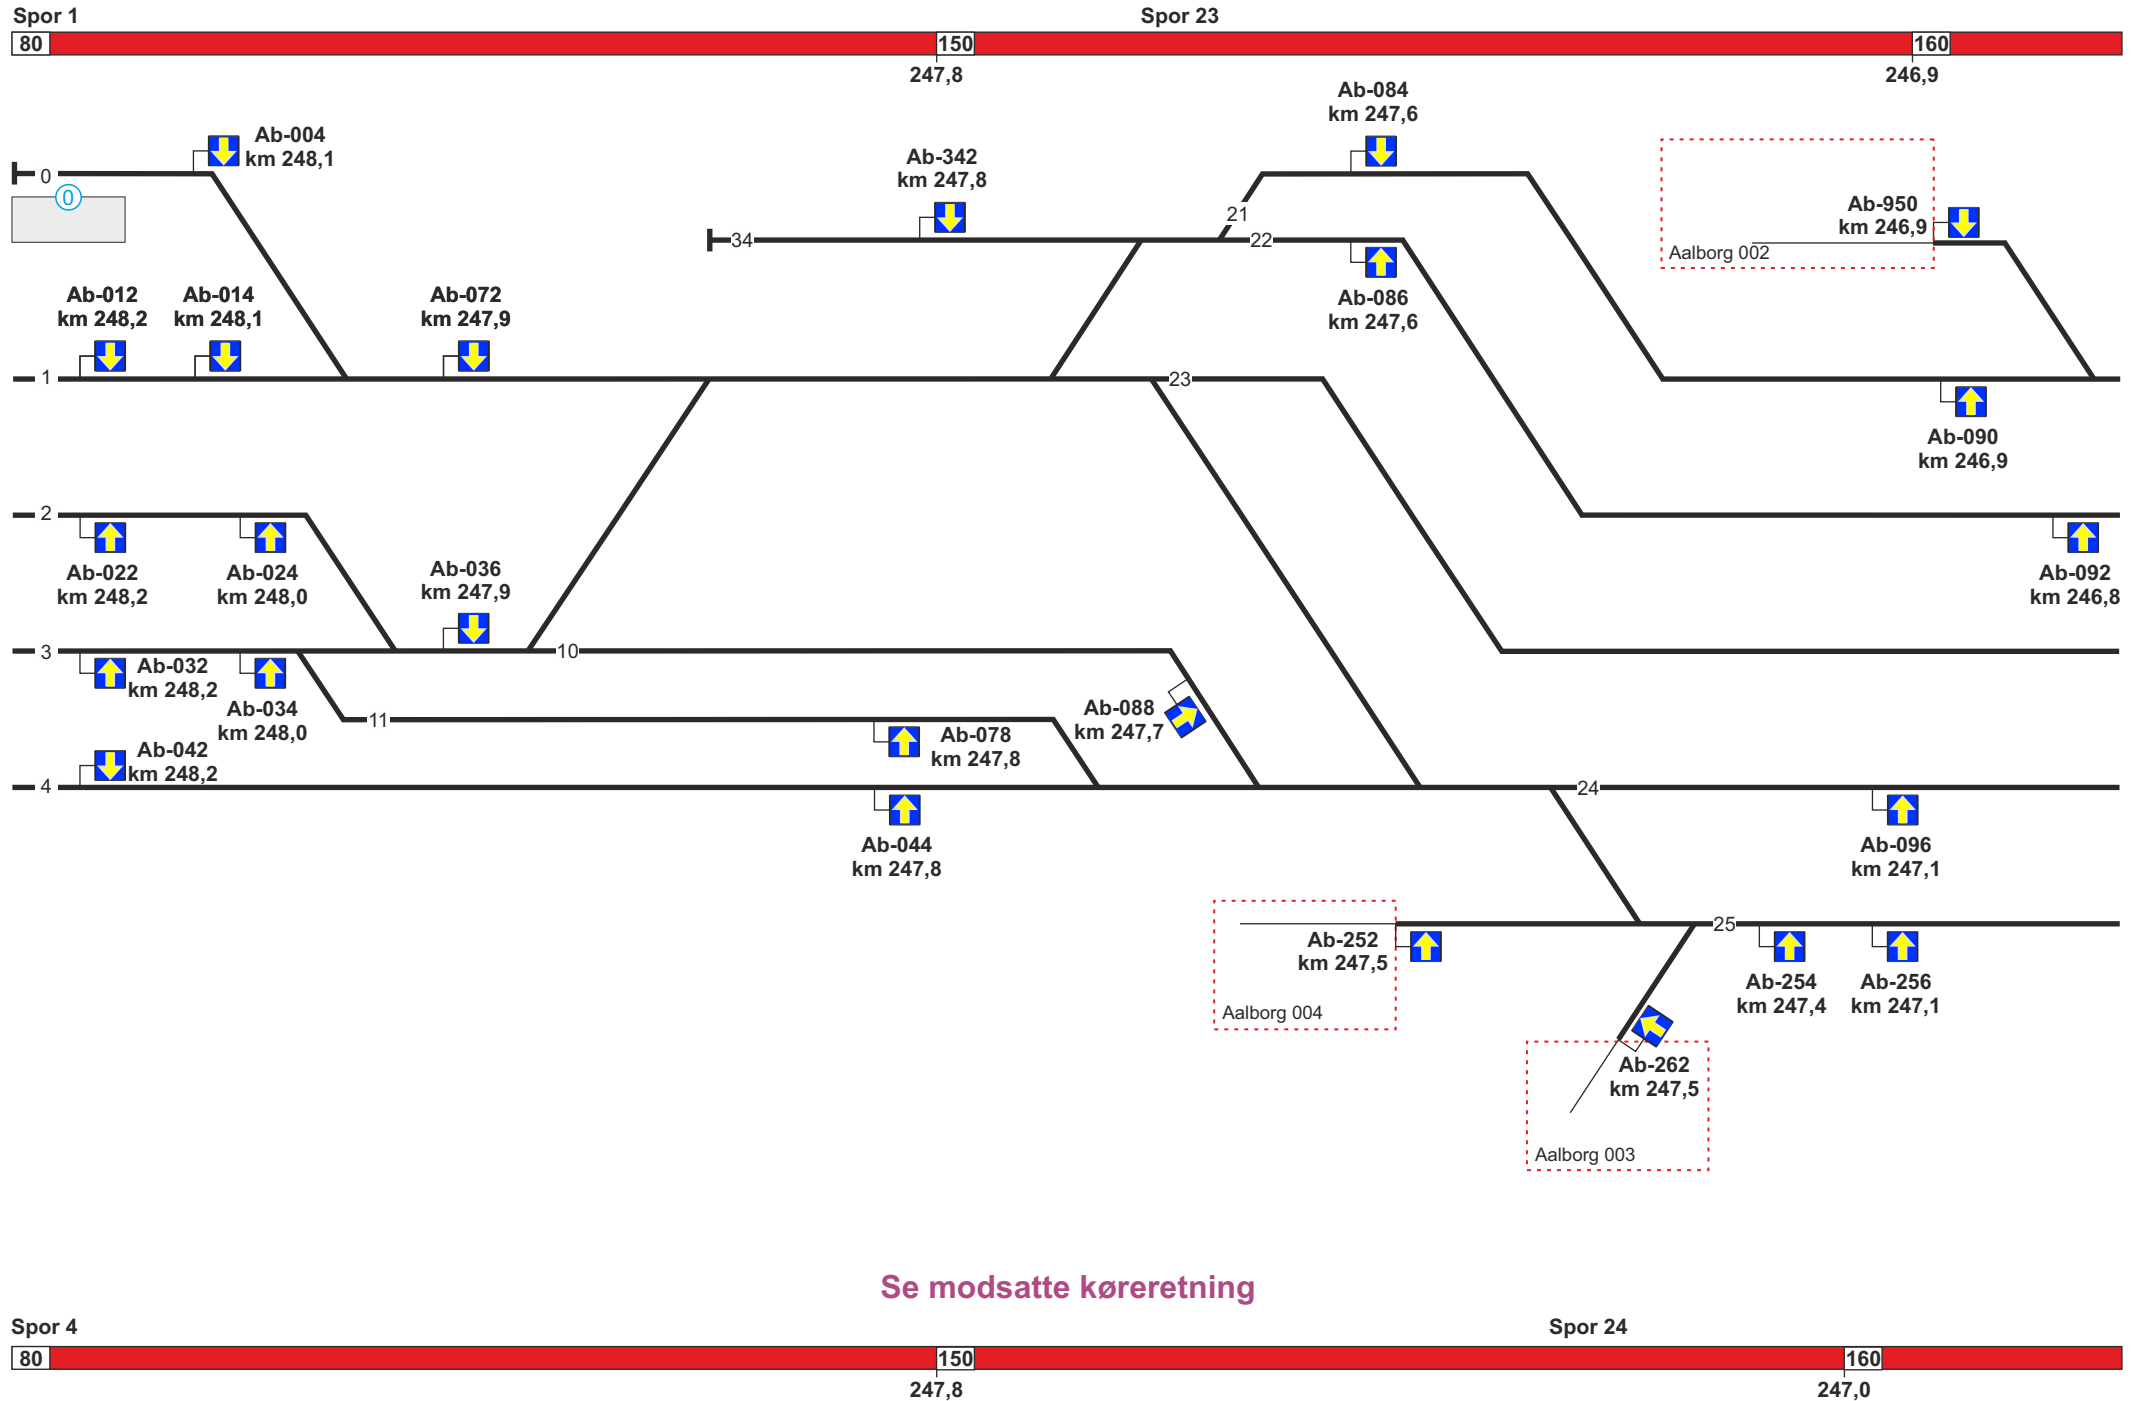 Spor 1
Spor 23
80
150
160
247,8
246,9
Ab-084
km 247,6
Ab-004
km 248,1
Ab-342
km 247,8
0
0
21
Ab-950
km 246,9
34
22
Aalborg 002
Ab-012
km 248,2
Ab-014
km 248,1
Ab-072
km 247,9
Ab-086
km 247,6
1
23
Ab-090
km 246,9
2
Ab-022
km 248,2
Ab-024
km 248,0
Ab-036
km 247,9
Ab-092
km 246,8
3
10
Ab-032
km 248,2
Ab-034
km 248,0
11
Ab-088
km 247,7
Ab-078
km 247,8
Ab-042
km 248,2
4
24
Ab-044
km 247,8
Ab-096
km 247,1
25
Ab-252
km 247,5
Ab-254
km 247,4
Ab-256
km 247,1
Aalborg 004
Ab-262
km 247,5
Aalborg 003
Se modsatte køreretning
Spor 4
Spor 24
80
150
160
247,8
247,0